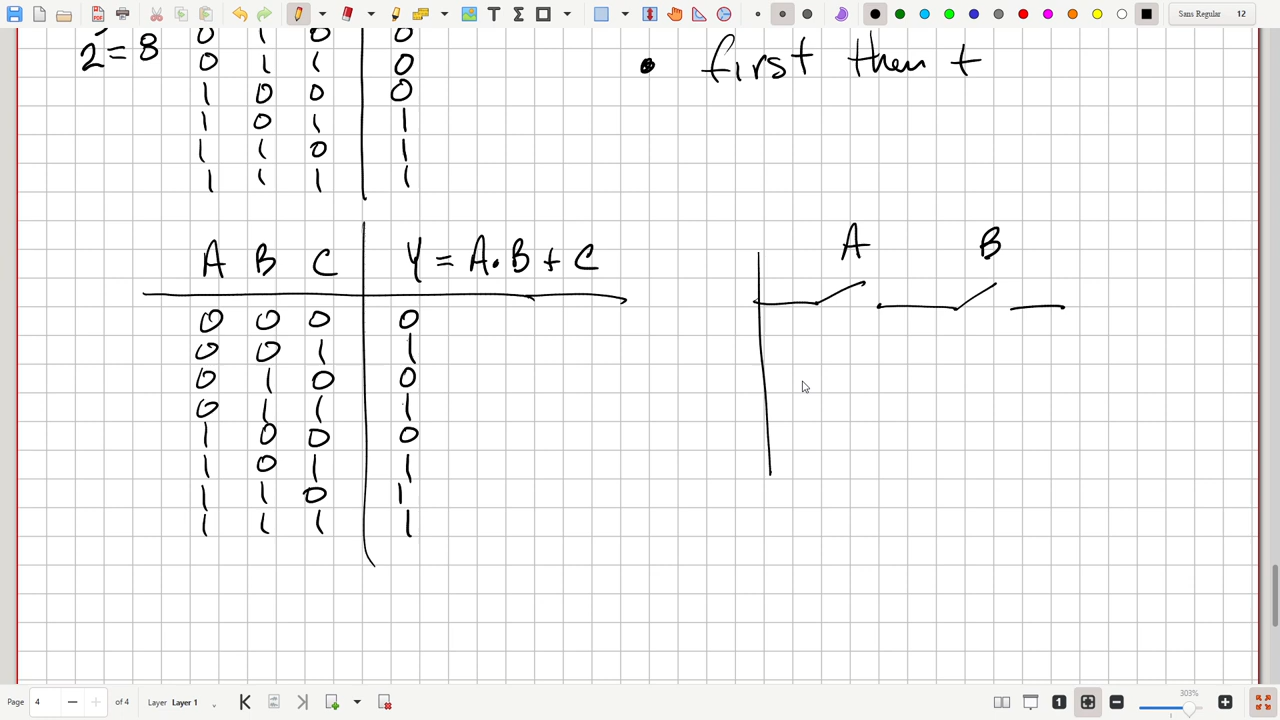 2 = 8
0 1 0 0
0 1 1 0
1 0 0 0
1 0 1 1
1 1 0 1
1 1 1 1
• first then +
A B C Y = A . B + C
0 0 0 0
0 0 1 1
0 1 0 0
0 1 1 1
1 0 0 0
1 0 1 1
1 1 0 1
1 1 1 1
A B
Sans Regular 12
Page 4 of 4 Layer Layer 1
303%
1